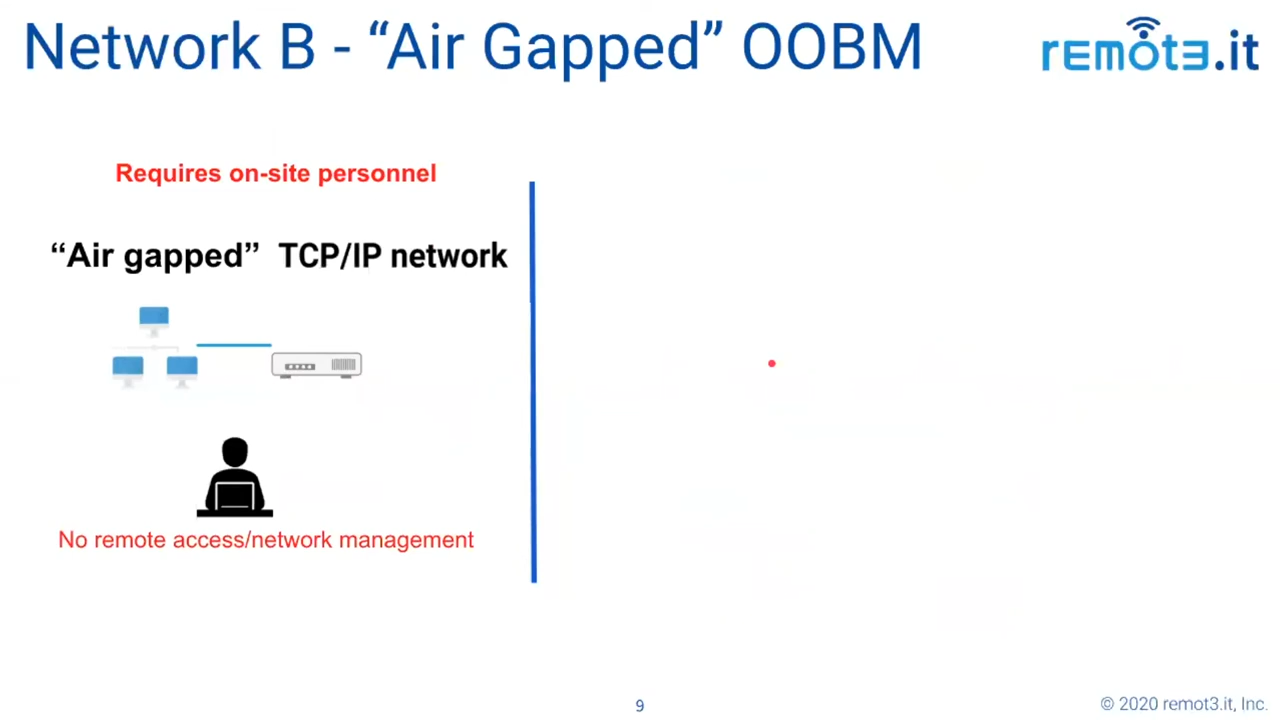 Network B - “Air Gapped” OOBM
remot3.it
Requires on-site personnel
“Air gapped” TCP/IP network
No remote access/network management
9
© 2020 remot3.it, Inc.